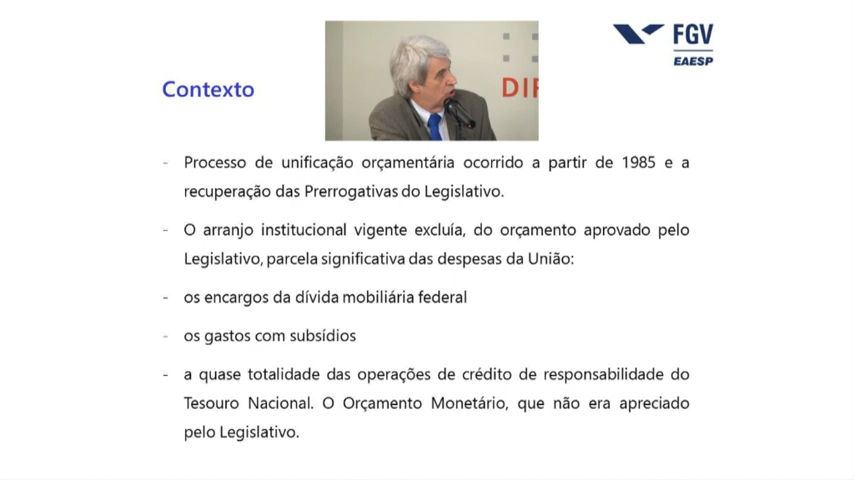 FGV
EAESP
DIF
Contexto
- Processo de unificação orçamentária ocorrido a partir de 1985 e a
recuperação das Prerrogativas do Legislativo.
- O arranjo institucional vigente excluía, do orçamento aprovado pelo
Legislativo, parcela significativa das despesas da União:
- os encargos da dívida mobiliária federal
- os gastos com subsídios
- a quase totalidade das operações de crédito de responsabilidade do
Tesouro Nacional. O Orçamento Monetário, que não era apreciado
pelo Legislativo.